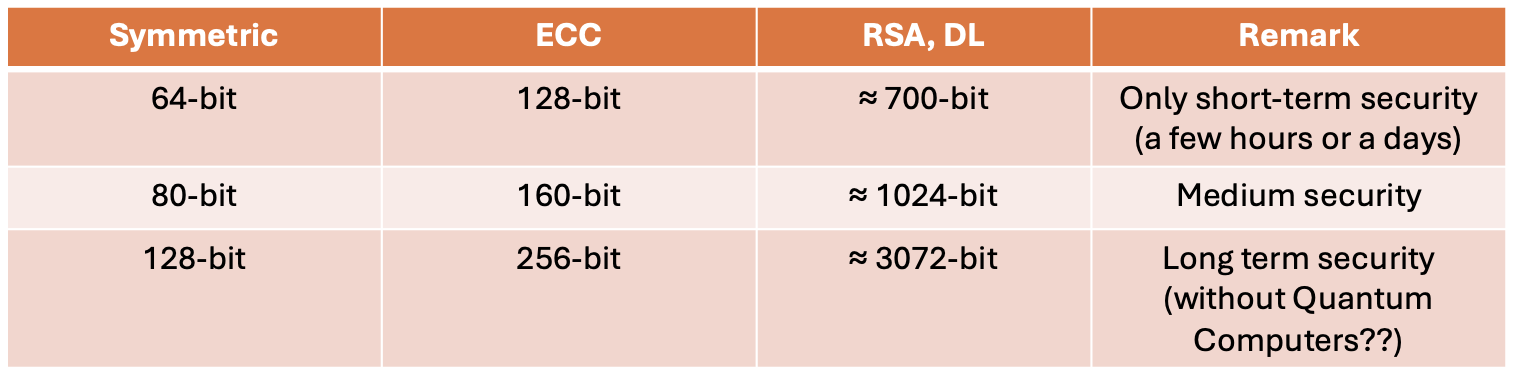 Symmetric ECC RSA, DL Remark
64-bit 128-bit ≈ 700-bit Only short-term security
(a few hours or a days)
80-bit 160-bit ≈ 1024-bit Medium security
128-bit 256-bit ≈ 3072-bit Long term security
(without Quantum
Computers??)